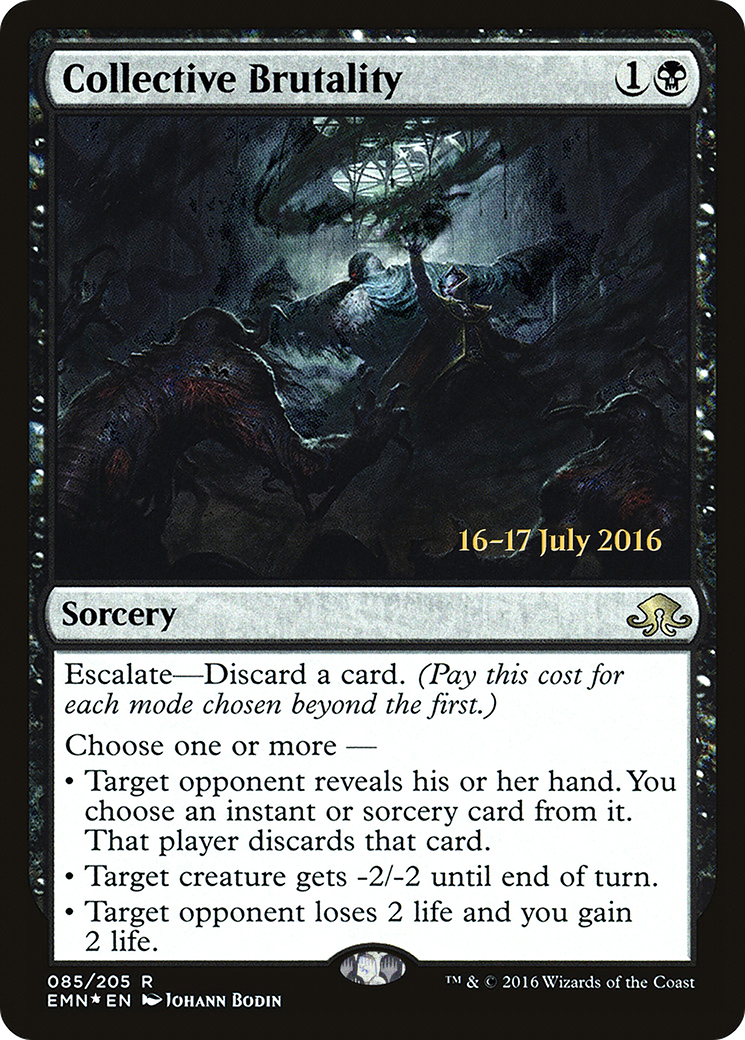 Collective Brutality 1
16–17 July 2016
Sorcery
Escalate—Discard a card. (Pay this cost for
each mode chosen beyond the first.)
Choose one or more —
• Target opponent reveals his or her hand. You
choose an instant or sorcery card from it.
That player discards that card.
• Target creature gets -2/-2 until end of turn.
• Target opponent loses 2 life and you gain
2 life.
085/205 R
EMN★EN Johann Bodin
™ & © 2016 Wizards of the Coast